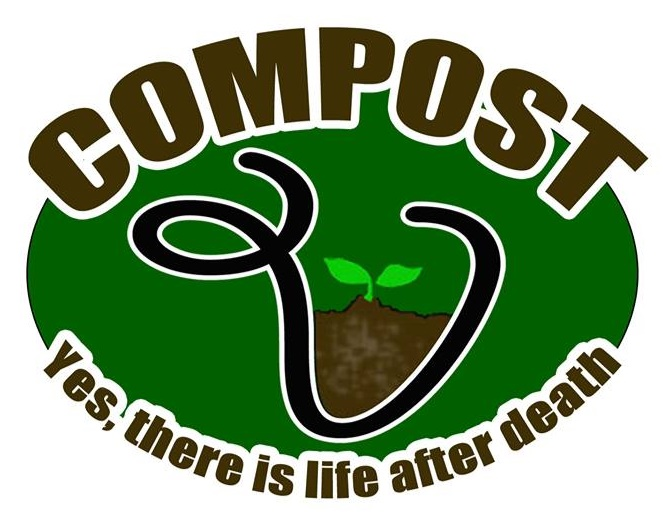 COMPOST
V
Yes, there is life after death